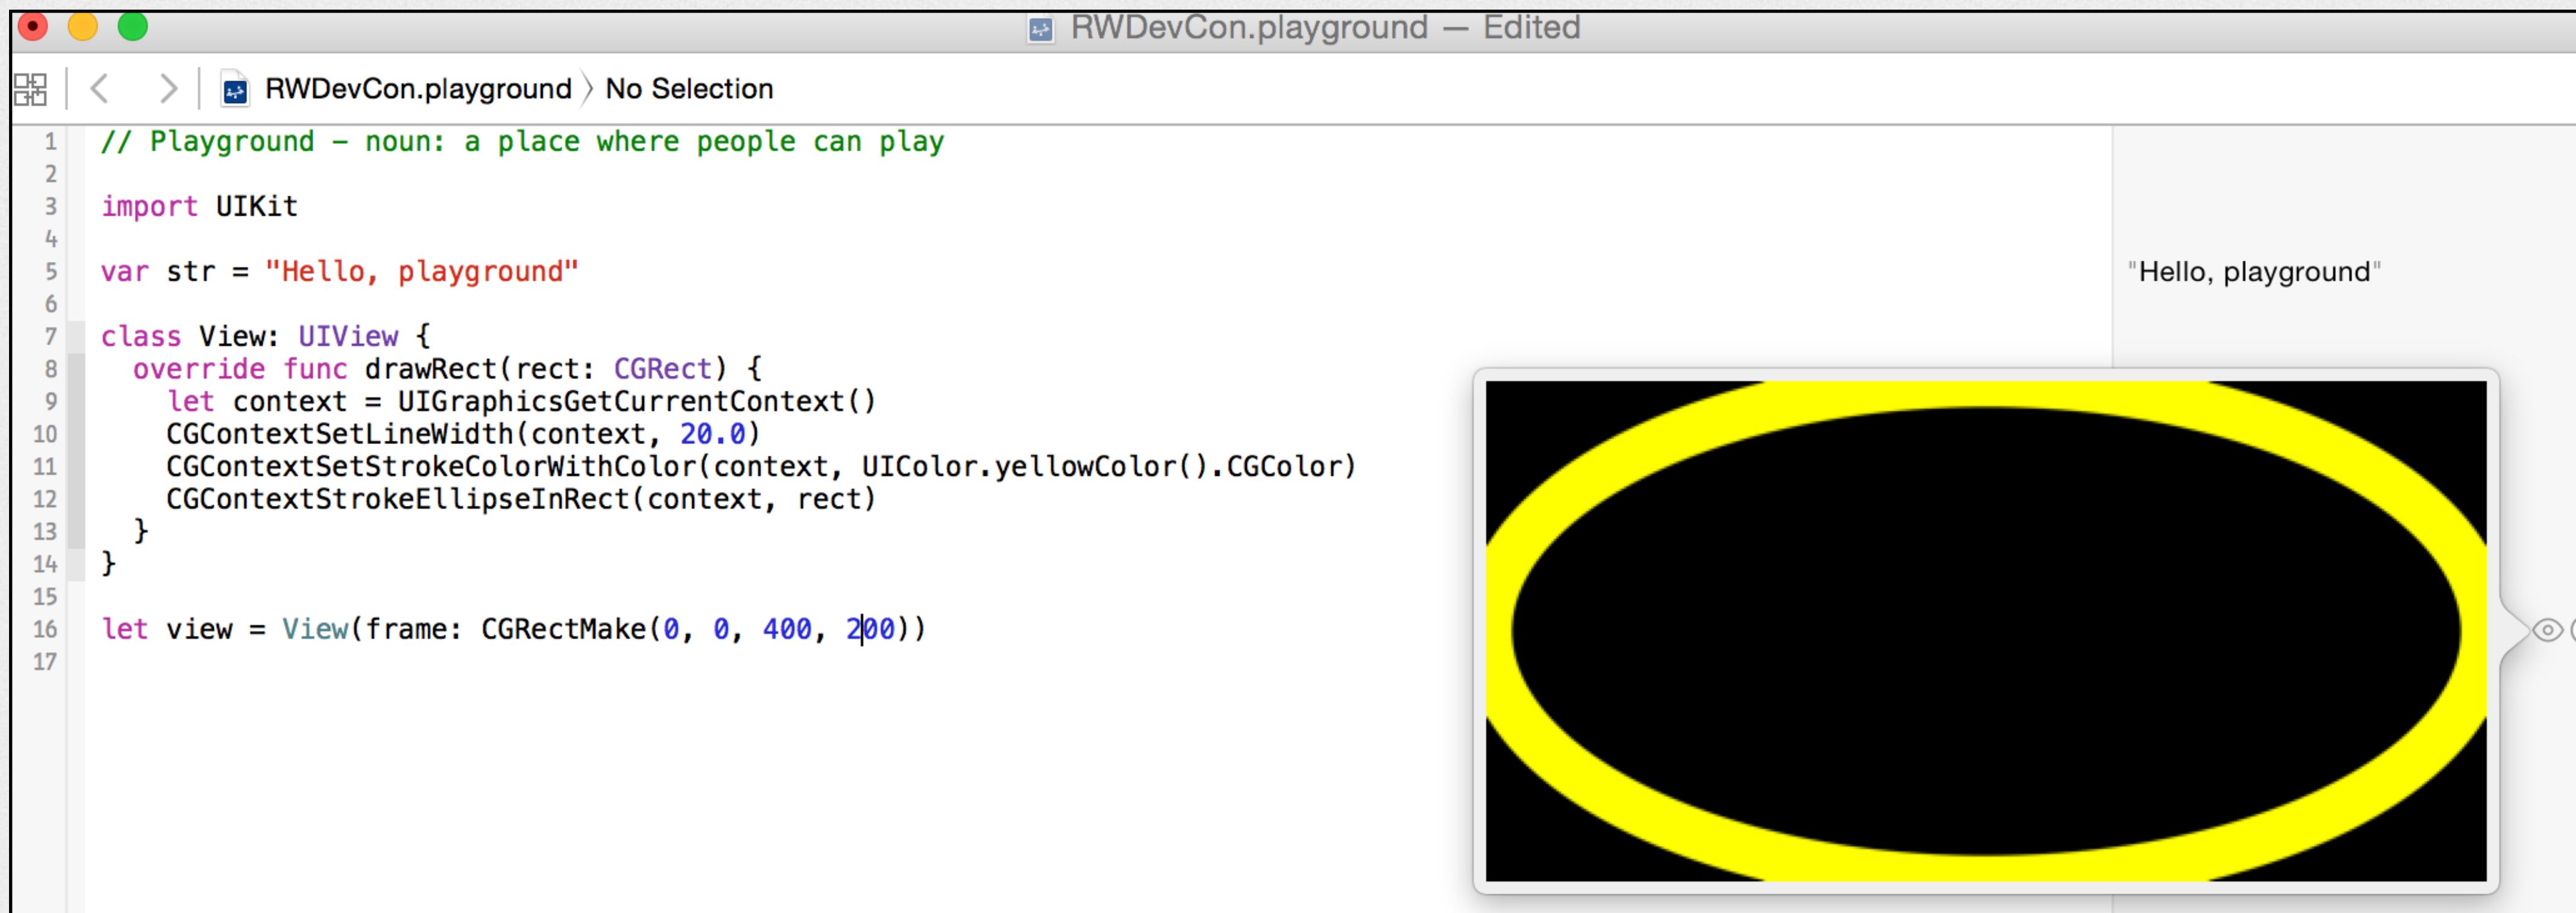 RWDevCon.playground — Edited
RWDevCon.playground 〉 No Selection
1 // Playground – noun: a place where people can play
2
3 import UIKit
4
5 var str = "Hello, playground"
"Hello, playground"
6
7 class View: UIView {
8   override func drawRect(rect: CGRect) {
9     let context = UIGraphicsGetCurrentContext()
10     CGContextSetLineWidth(context, 20.0)
11     CGContextSetStrokeColorWithColor(context, UIColor.yellowColor().CGColor)
12     CGContextStrokeEllipseInRect(context, rect)
13   }
14 }
15
16 let view = View(frame: CGRectMake(0, 0, 400, 200))
17